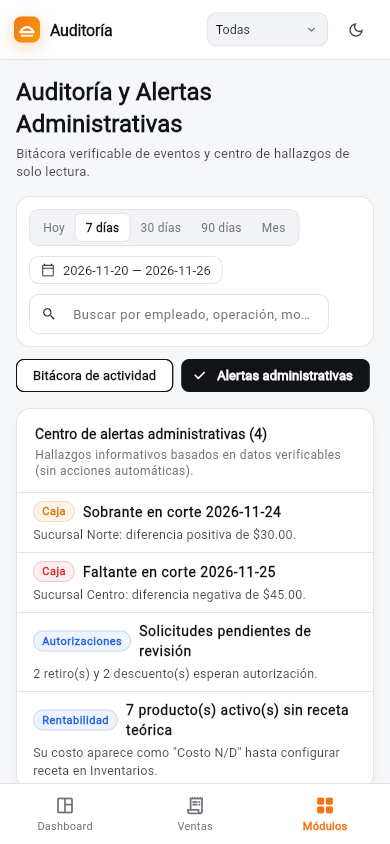 Auditoría
Todas
Auditoría y Alertas
Administrativas
Bitácora verificable de eventos y centro de hallazgos de
solo lectura.
Hoy
7 días
30 días
90 días
Mes
2026-11-20 — 2026-11-26
Buscar por empleado, operación, mo…
Bitácora de actividad
Alertas administrativas
Centro de alertas administrativas (4)
Hallazgos informativos basados en datos verificables
(sin acciones automáticas).
Caja
Sobrante en corte 2026-11-24
Sucursal Norte: diferencia positiva de $30.00.
Caja
Faltante en corte 2026-11-25
Sucursal Centro: diferencia negativa de $45.00.
Autorizaciones
Solicitudes pendientes de
revisión
2 retiro(s) y 2 descuento(s) esperan autorización.
Rentabilidad
7 producto(s) activo(s) sin receta
teórica
Su costo aparece como "Costo N/D" hasta configurar
receta en Inventarios.
Dashboard
Ventas
Módulos